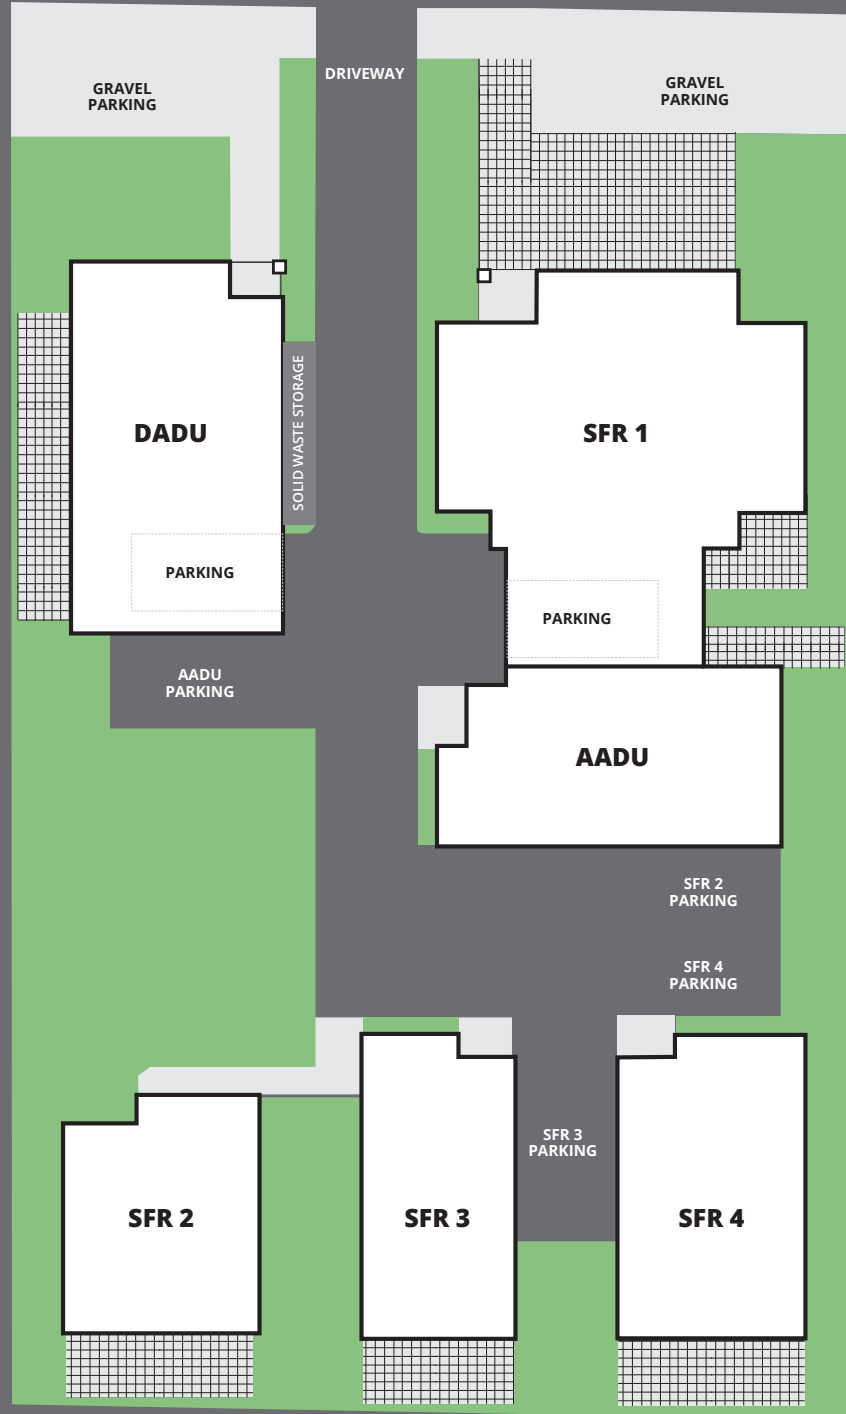 DRIVEWAY
GRAVEL
PARKING
GRAVEL
PARKING
DADU
SOLID WASTE STORAGE
SFR 1
PARKING
PARKING
AADU
PARKING
AADU
SFR 2
PARKING
SFR 4
PARKING
SFR 3
PARKING
SFR 2
SFR 3
SFR 4